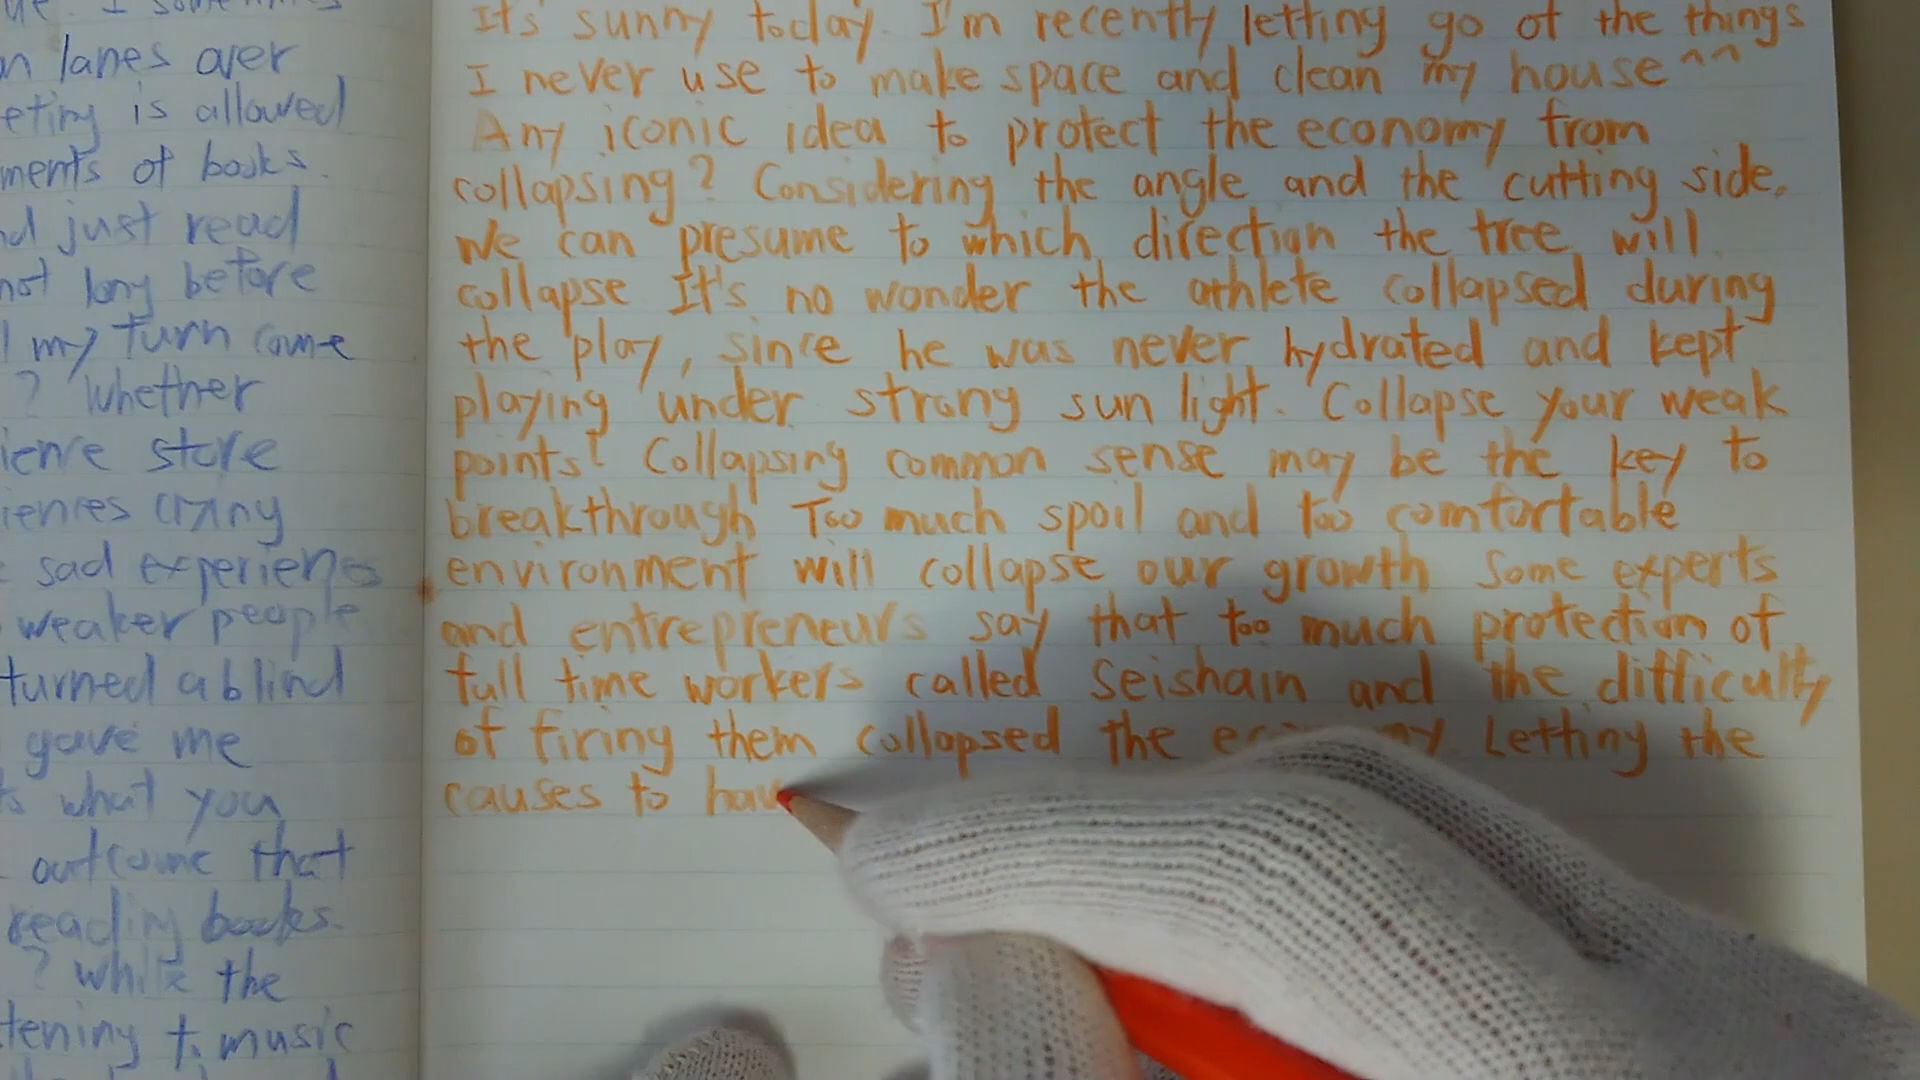 ue. I sometimes
n lanes over
eting is allowed
ments of books.
nd just read
not long before
l my turn come
? Whether
ience store
iences crying
sad experiences
weaker people
turned a blind
gave me
s what you
outcome that
reading books.
? while the
tening to music
It's sunny today. I'm recently letting go of the things
I never use to make space and clean my house ^^
Any iconic idea to protect the economy from
collapsing? Considering the angle and the cutting side,
We can presume to which direction the tree will
collapse It's no wonder the athlete collapsed during
the play, since he was never hydrated and kept
playing under strong sun light. Collapse your weak
points! Collapsing common sense may be the key to
breakthrough Too much spoil and too comfortable
environment will collapse our growth Some experts
and entrepreneurs say that too much protection of
full time workers called Seishain and the difficulty
of firing them collapsed the economy. Letting the
causes to hav